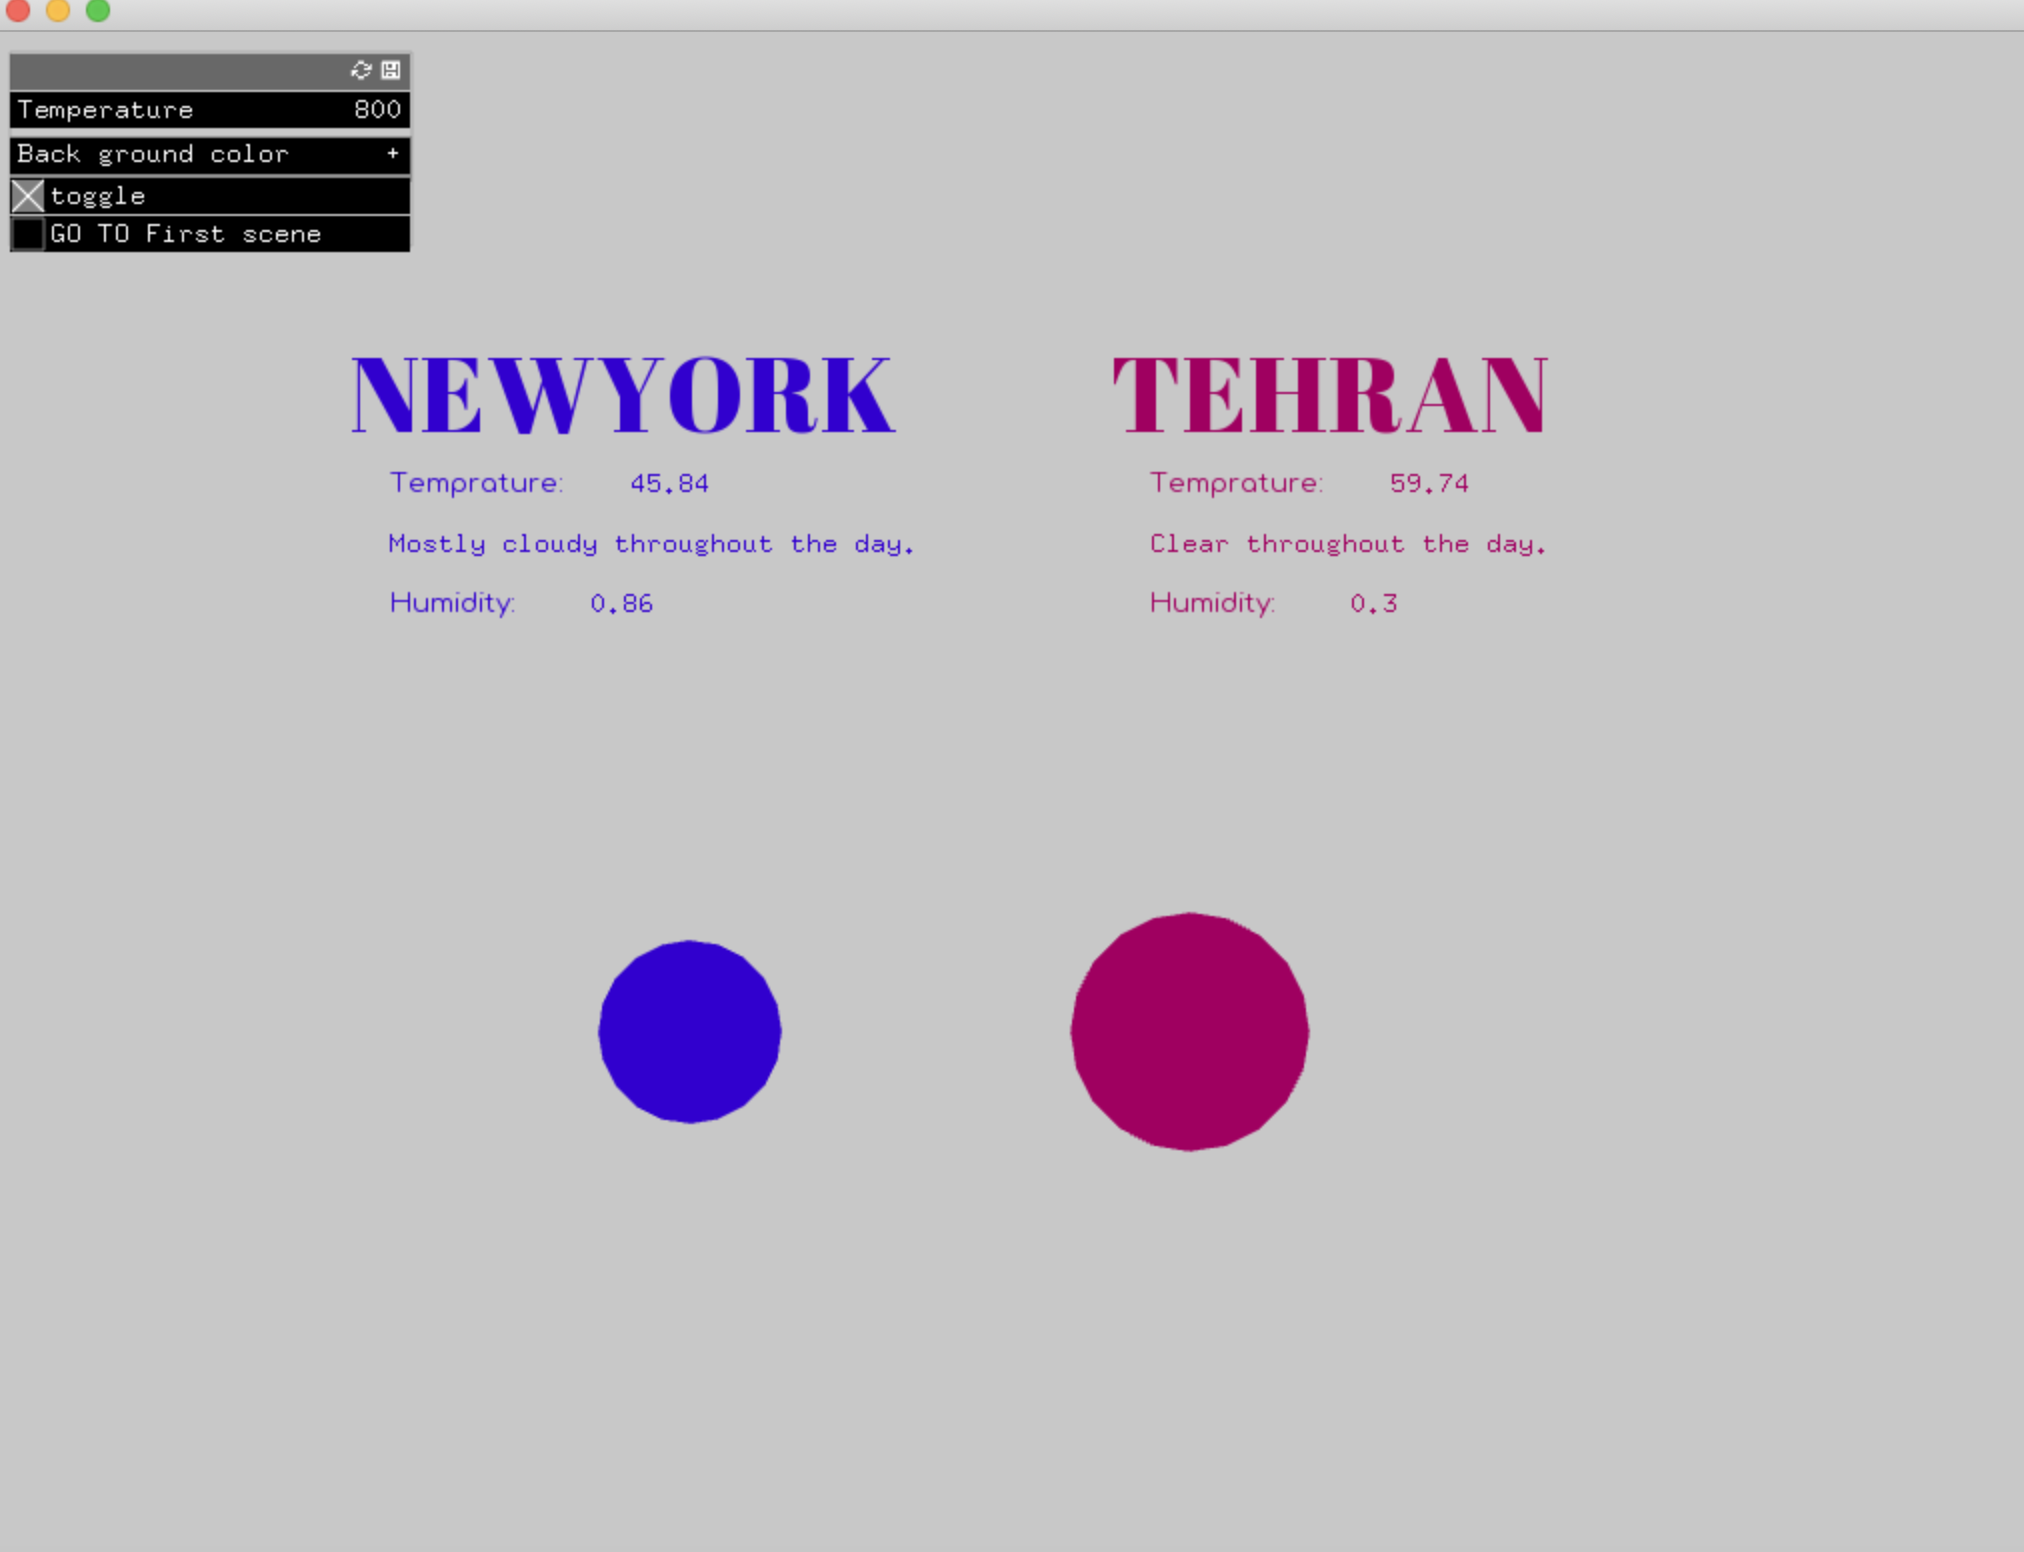 Temperature 800
Back ground color +
toggle
GO TO First scene
NEWYORK
Temprature: 45.84
Mostly cloudy throughout the day.
Humidity: 0.86
TEHRAN
Temprature: 59.74
Clear throughout the day.
Humidity: 0.3